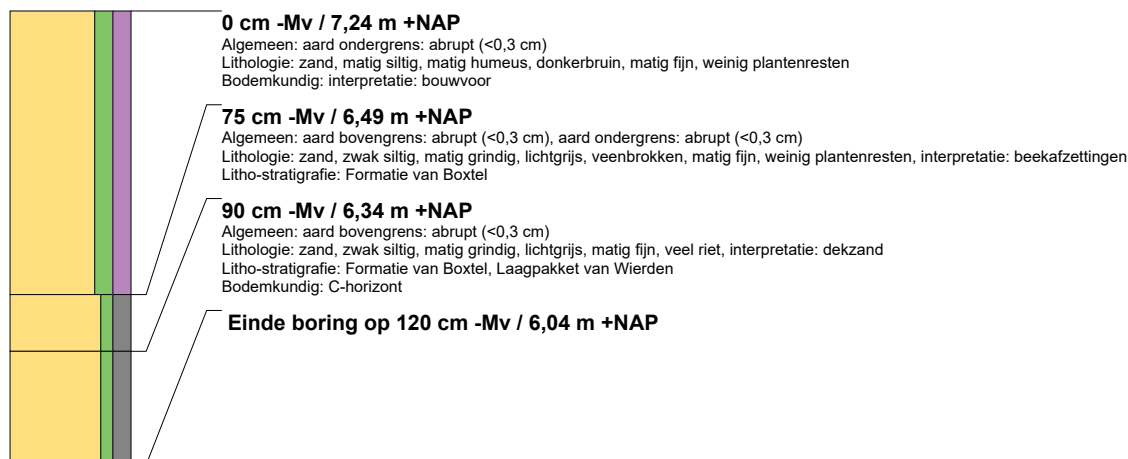 0 cm -Mv / 7,24 m +NAP
Algemeen: aard ondergrens: abrupt (<0,3 cm)
Lithologie: zand, matig siltig, matig humeus, donkerbruin, matig fijn, weinig plantenresten
Bodemkundig: interpretatie: bouwvoor
75 cm -Mv / 6,49 m +NAP
Algemeen: aard bovengrens: abrupt (<0,3 cm), aard ondergrens: abrupt (<0,3 cm)
Lithologie: zand, zwak siltig, matig grindig, lichtgrijs, veenbrokken, matig fijn, weinig plantenresten, interpretatie: beekafzettingen
Litho-stratigrafie: Formatie van Boxtel
90 cm -Mv / 6,34 m +NAP
Algemeen: aard bovengrens: abrupt (<0,3 cm)
Lithologie: zand, zwak siltig, matig grindig, lichtgrijs, matig fijn, veel riet, interpretatie: dekzand
Litho-stratigrafie: Formatie van Boxtel, Laagpakket van Wierden
Bodemkundig: C-horizont
Einde boring op 120 cm -Mv / 6,04 m +NAP